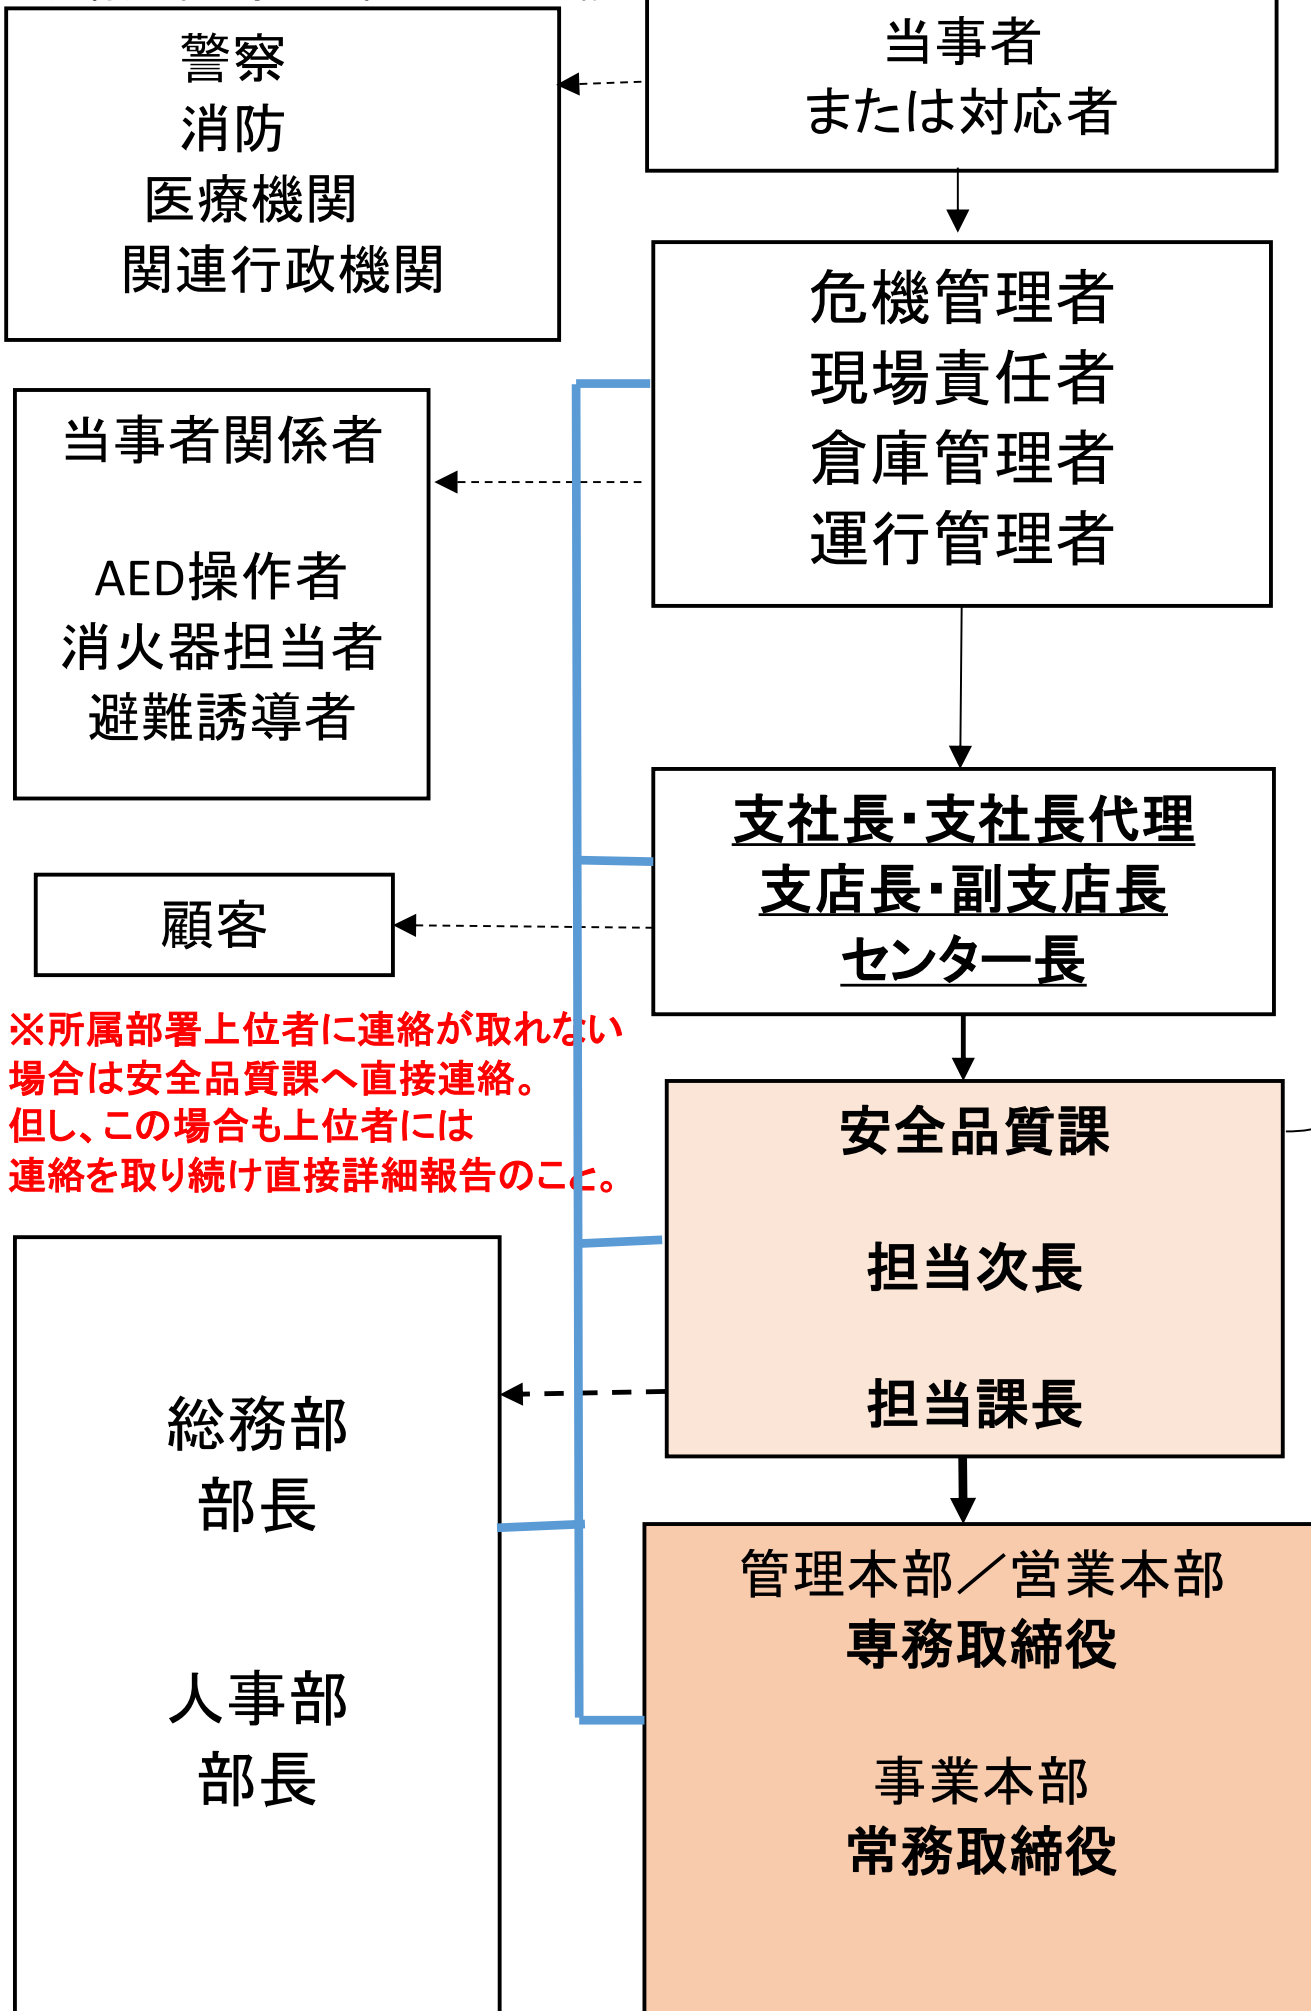 警察
消防
医療機関
関連行政機関
当事者
または対応者
危機管理者
現場責任者
倉庫管理者
運行管理者
当事者関係者
AED操作者
消火器担当者
避難誘導者
支社長・支社長代理
支店長・副支店長
センター長
顧客
※所属部署上位者に連絡が取れない
場合は安全品質課へ直接連絡。
但し、この場合も上位者には
連絡を取り続け直接詳細報告のこと。
安全品質課
担当次長
担当課長
総務部
部長
人事部
部長
管理本部／営業本部
専務取締役
事業本部
常務取締役